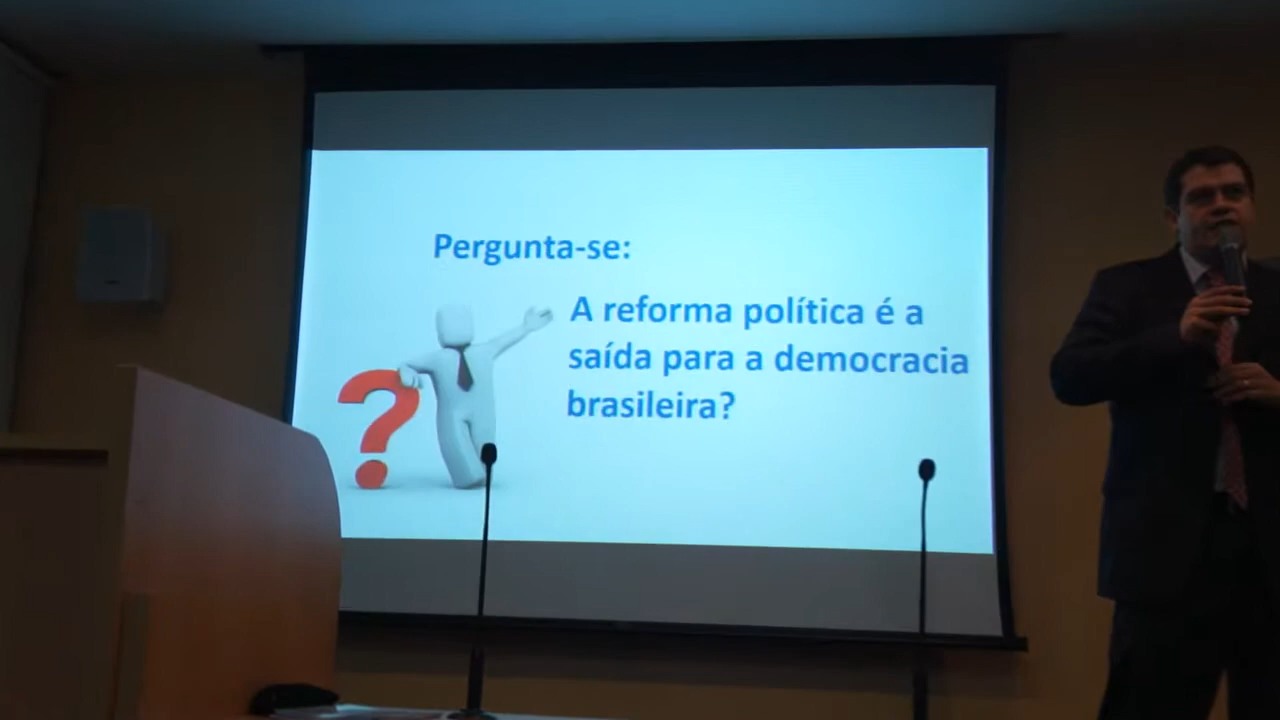 Pergunta-se:
A reforma política é a
saída para a democracia
brasileira?